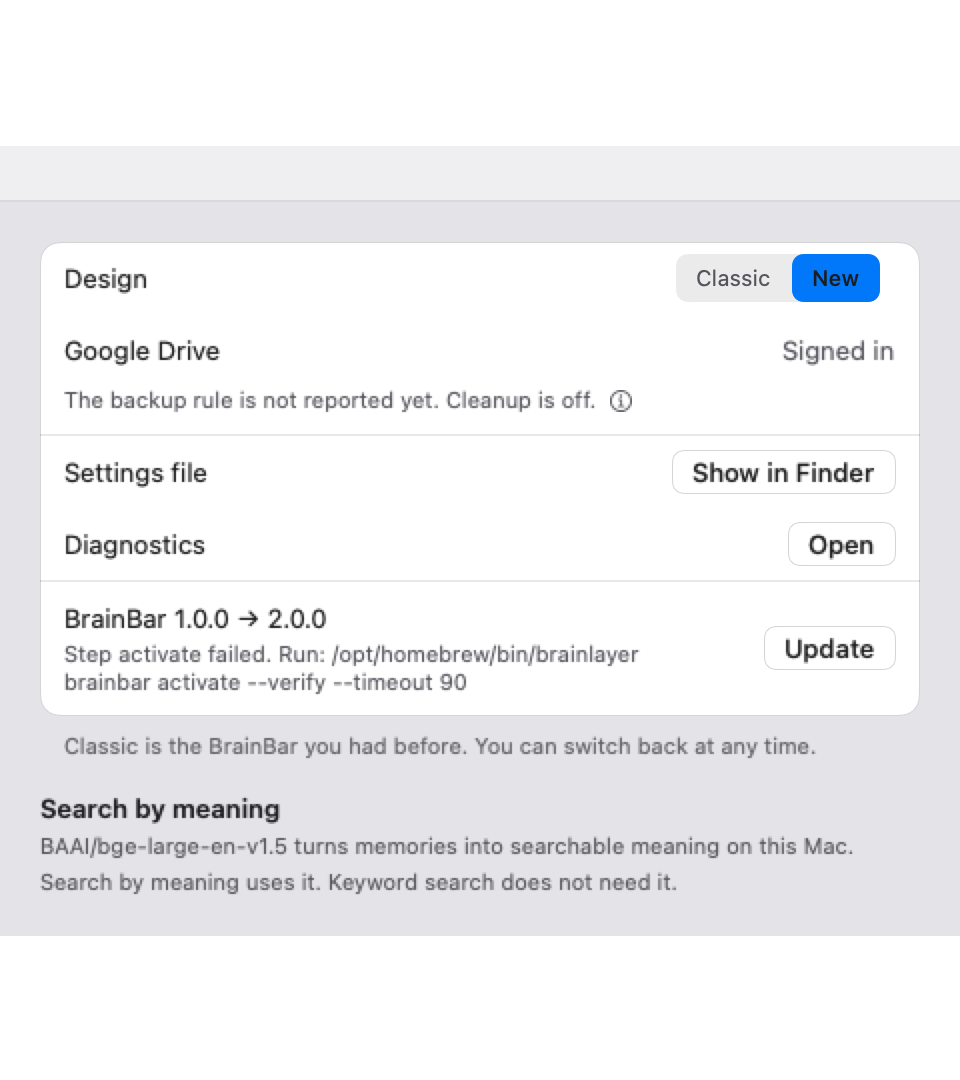 Design
Classic
New
Google Drive
Signed in
The backup rule is not reported yet. Cleanup is off.
Settings file
Show in Finder
Diagnostics
Open
BrainBar 1.0.0 → 2.0.0
Step activate failed. Run: /opt/homebrew/bin/brainlayer
brainbar activate --verify --timeout 90
Update
Classic is the BrainBar you had before. You can switch back at any time.
Search by meaning
BAAI/bge-large-en-v1.5 turns memories into searchable meaning on this Mac.
Search by meaning uses it. Keyword search does not need it.